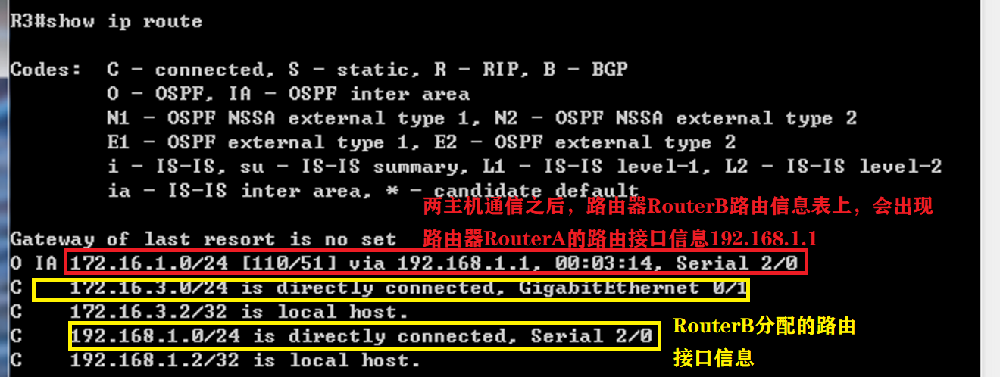 R3#show ip route
Codes:  C - connected, S - static, R - RIP, B - BGP
O - OSPF, IA - OSPF inter area
N1 - OSPF NSSA external type 1, N2 - OSPF NSSA external type 2
E1 - OSPF external type 1, E2 - OSPF external type 2
i - IS-IS, su - IS-IS summary, L1 - IS-IS level-1, L2 - IS-IS level-2
ia - IS-IS inter area, * - candidate default
两主机通信之后，路由器RouterB路由信息表上，会出现
路由器RouterA的路由接口信息192.168.1.1
Gateway of last resort is no set
O IA 172.16.1.0/24 [110/51] via 192.168.1.1, 00:03:14, Serial 2/0
C    172.16.3.0/24 is directly connected, GigabitEthernet 0/1
C    172.16.3.2/32 is local host.
C    192.168.1.0/24 is directly connected, Serial 2/0
C    192.168.1.2/32 is local host.
RouterB分配的路由
接口信息